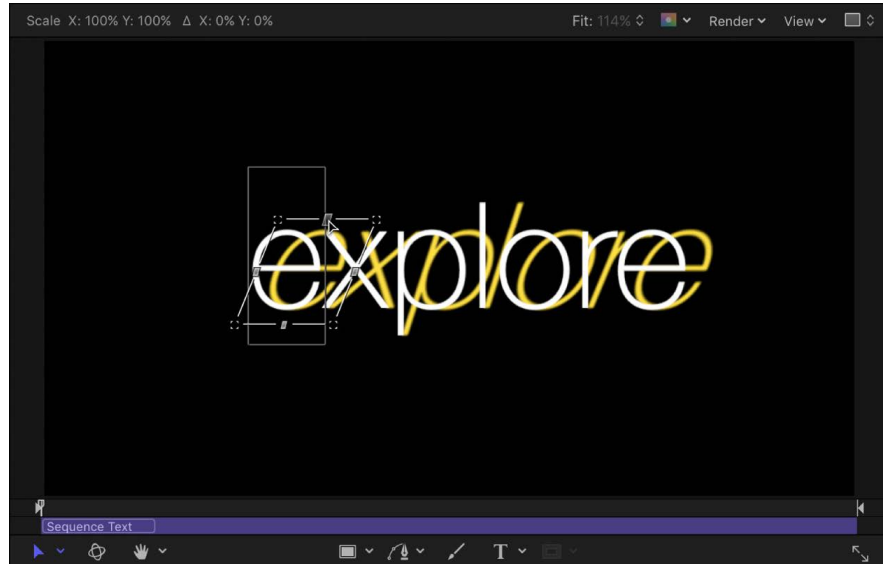 Scale X: 100% Y: 100% Δ X: 0% Y: 0% Fit: 114% Render View
explore
explore
Sequence Text
T